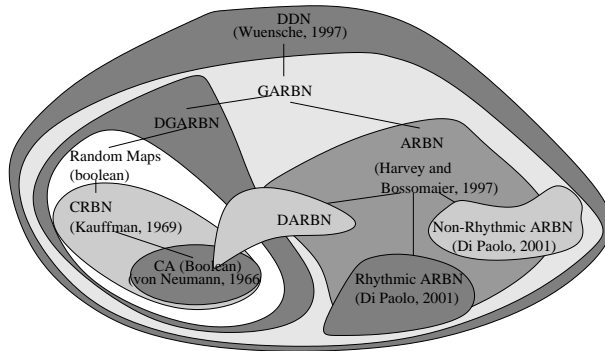 DDN
(Wuensche, 1997)
GARBN
DGARBN
ARBN
Random Maps
(boolean)
(Harvey and
Bossomaier, 1997)
CRBN
(Kauffman, 1969)
DARBN
Non-Rhythmic ARBN
(Di Paolo, 2001)
CA (Boolean)
(von Neumann, 1966
Rhythmic ARBN
(Di Paolo, 2001)